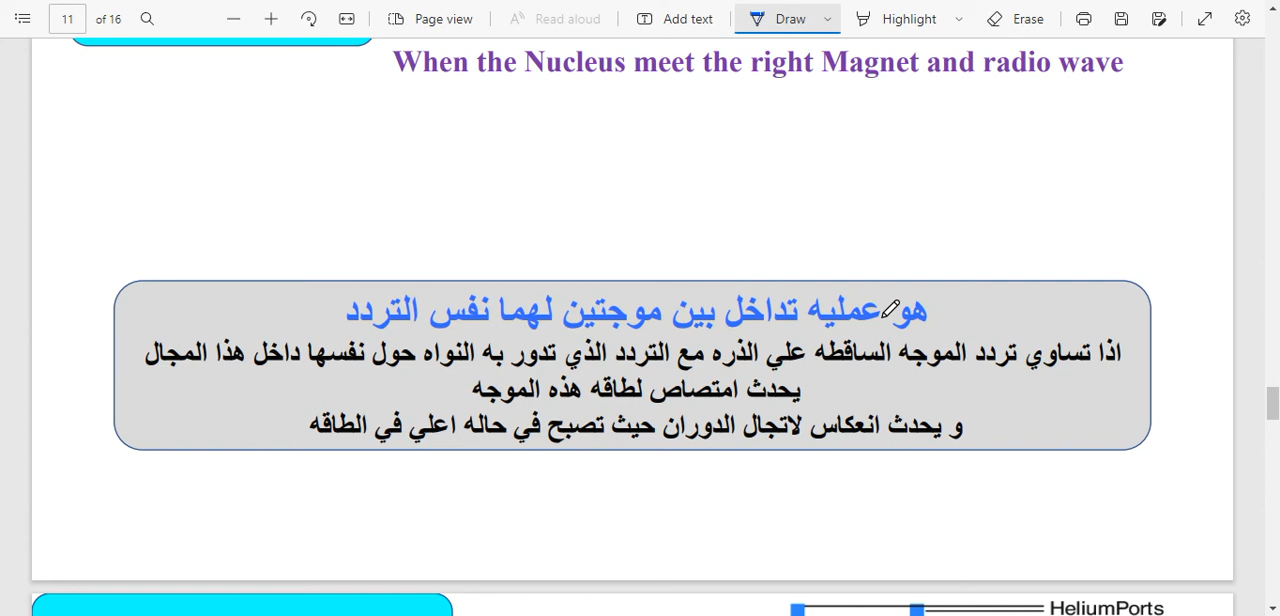 11
of 16
Page view
Read aloud
Add text
Draw
Highlight
Erase
When the Nucleus meet the right Magnet and radio wave
هو عمليه تداخل بين موجتين لهما نفس التردد
اذا تساوي تردد الموجه الساقطه علي الذره مع التردد الذي تدور به النواه حول نفسها داخل هذا المجال
يحدث امتصاص لطاقه هذه الموجه
و يحدث انعكاس لاتجال الدوران حيث تصبح في حاله اعلي في الطاقه
HeliumPorts